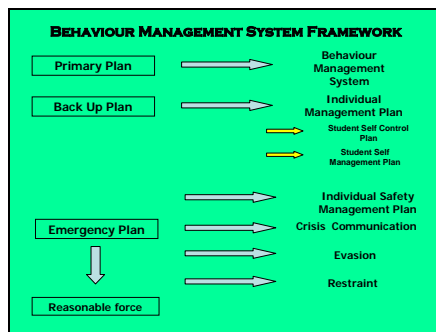 BEHAVIOUR MANAGEMENT SYSTEM FRAMEWORK
Primary Plan
Behaviour
Management
System
Back Up Plan
Individual
Management Plan
Student Self Control
Plan
Student Self
Management Plan
Individual Safety
Management Plan
Emergency Plan
Crisis Communication
Evasion
Restraint
Reasonable force